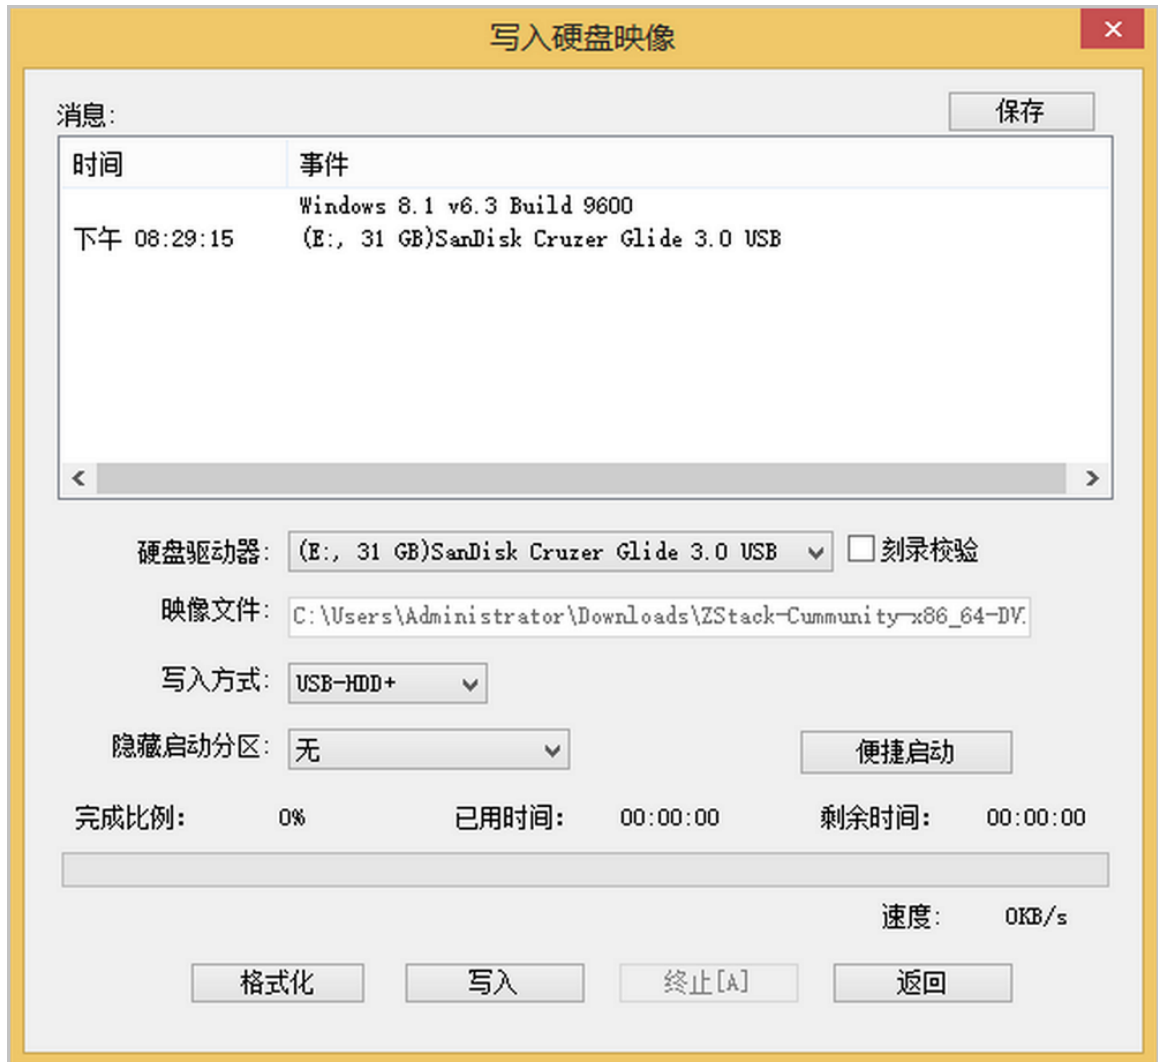 写入硬盘映像
消息:
保存
时间 事件
Windows 8.1 v6.3 Build 9600
下午 08:29:15 (E:, 31 GB)SanDisk Cruzer Glide 3.0 USB
硬盘驱动器: (E:, 31 GB)SanDisk Cruzer Glide 3.0 USB 刻录校验
映像文件: C:\Users\Administrator\Downloads\ZStack-Cummunity-x86_64-DV.
写入方式: USB-HDD+
隐藏启动分区: 无 便捷启动
完成比例: 0% 已用时间: 00:00:00 剩余时间: 00:00:00
速度: 0KB/s
格式化 写入 终止[A] 返回